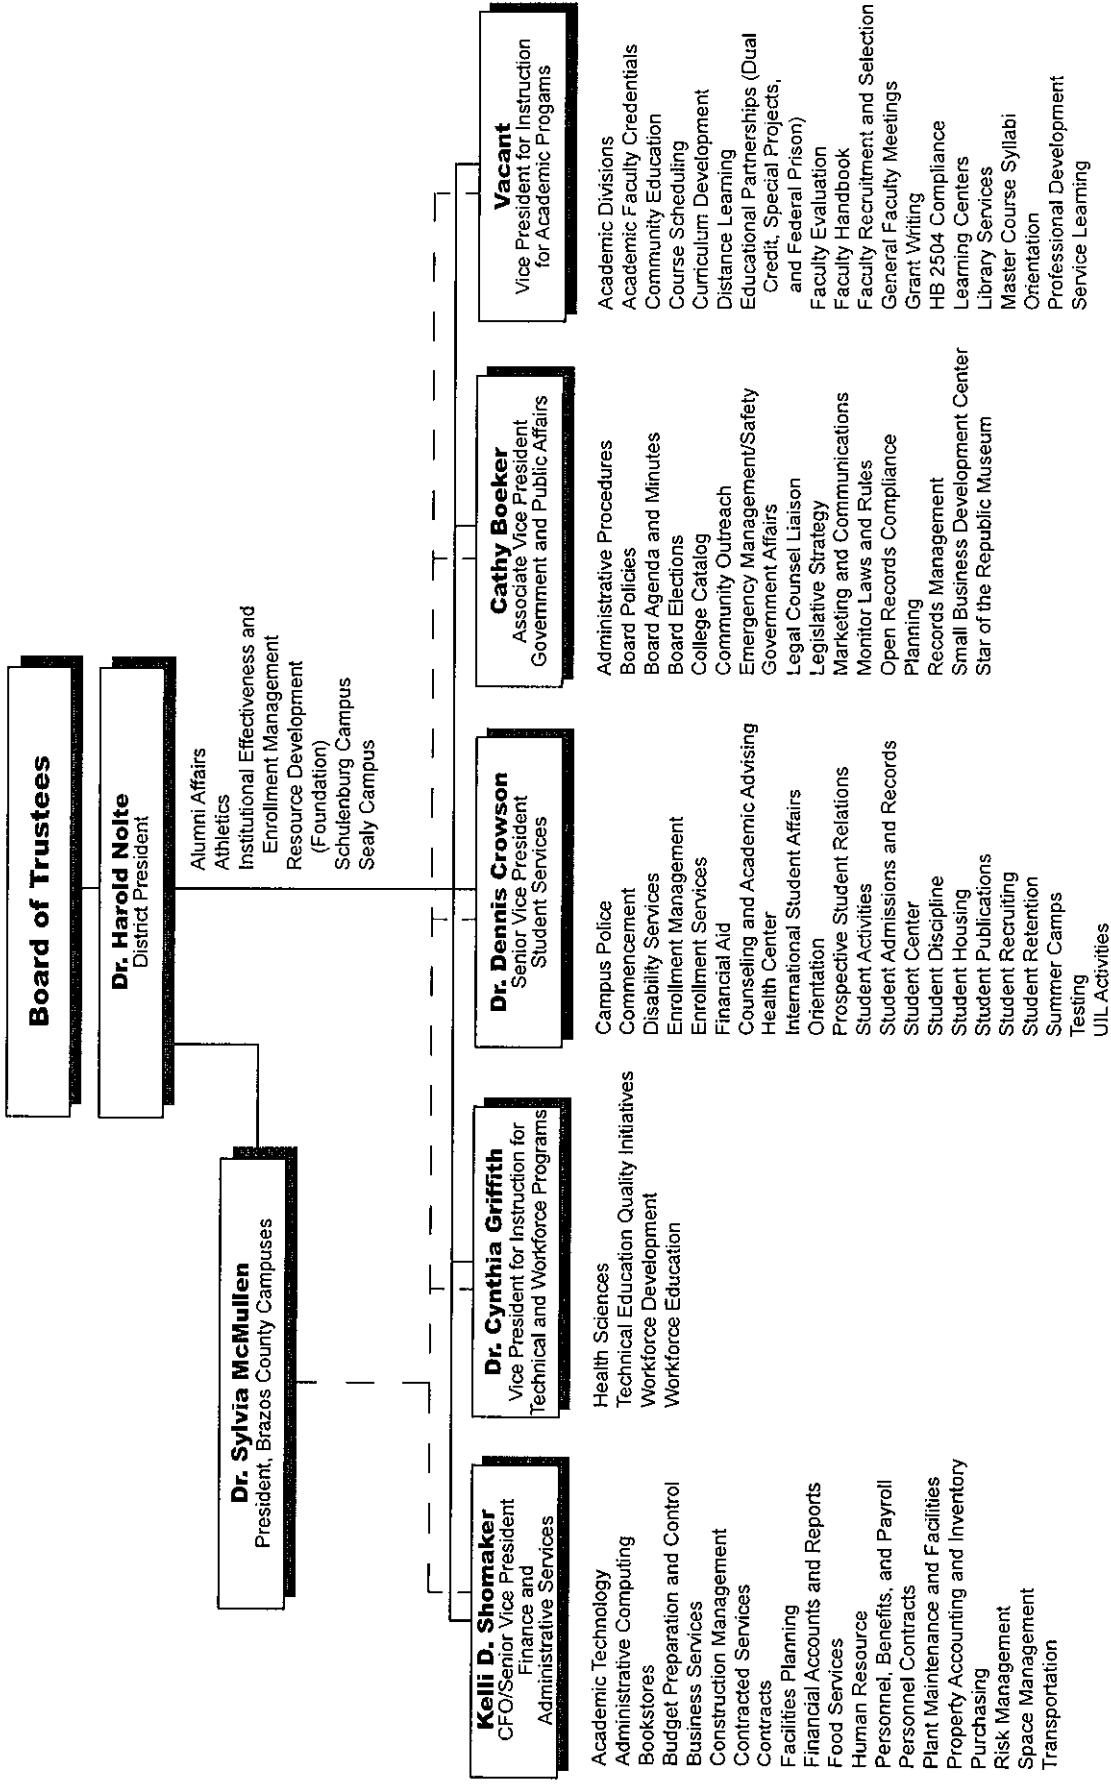 Board of Trustees
Dr. Harold Nolte
District President
Alumni Affairs
Athletics
Institutional Effectiveness and
Enrollment Management
Resource Development
(Foundation)
Schulenburg Campus
Sealy Campus
Dr. Sylvia McMullen
President, Brazos County Campuses
Kelli D. Shomaker
CFO/Senior Vice President
Finance and
Administrative Services
Academic Technology
Administrative Computing
Bookstores
Budget Preparation and Control
Business Services
Construction Management
Contracted Services
Contracts
Facilities Planning
Financial Accounts and Reports
Food Services
Human Resource
Personnel, Benefits, and Payroll
Personnel Contracts
Plant Maintenance and Facilities
Property Accounting and Inventory
Purchasing
Risk Management
Space Management
Transportation
Dr. Cynthia Griffith
Vice President for Instruction for
Technical and Workforce Programs
Health Sciences
Technical Education Quality Initiatives
Workforce Development
Workforce Education
Dr. Dennis Crowson
Senior Vice President
Student Services
Campus Police
Commencement
Disability Services
Enrollment Management
Enrollment Services
Financial Aid
Counseling and Academic Advising
Health Center
International Student Affairs
Orientation
Prospective Student Relations
Student Activities
Student Admissions and Records
Student Center
Student Discipline
Student Housing
Student Publications
Student Recruiting
Student Retention
Summer Camps
Testing
UIL Activities
Cathy Boeker
Associate Vice President
Government and Public Affairs
Administrative Procedures
Board Policies
Board Agenda and Minutes
Board Elections
College Catalog
Community Outreach
Emergency Management/Safety
Government Affairs
Legal Counsel Liaison
Legislative Strategy
Marketing and Communications
Monitor Laws and Rules
Open Records Compliance
Planning
Records Management
Small Business Development Center
Star of the Republic Museum
Vacant
Vice President for Instruction
for Academic Progams
Academic Divisions
Academic Faculty Credentials
Community Education
Course Scheduling
Curriculum Development
Distance Learning
Educational Partnerships (Dual
Credit, Special Projects,
and Federal Prison)
Faculty Evaluation
Faculty Handbook
Faculty Recruitment and Selection
General Faculty Meetings
Grant Writing
HB 2504 Compliance
Learning Centers
Library Services
Master Course Syllabi
Orientation
Professional Development
Service Learning